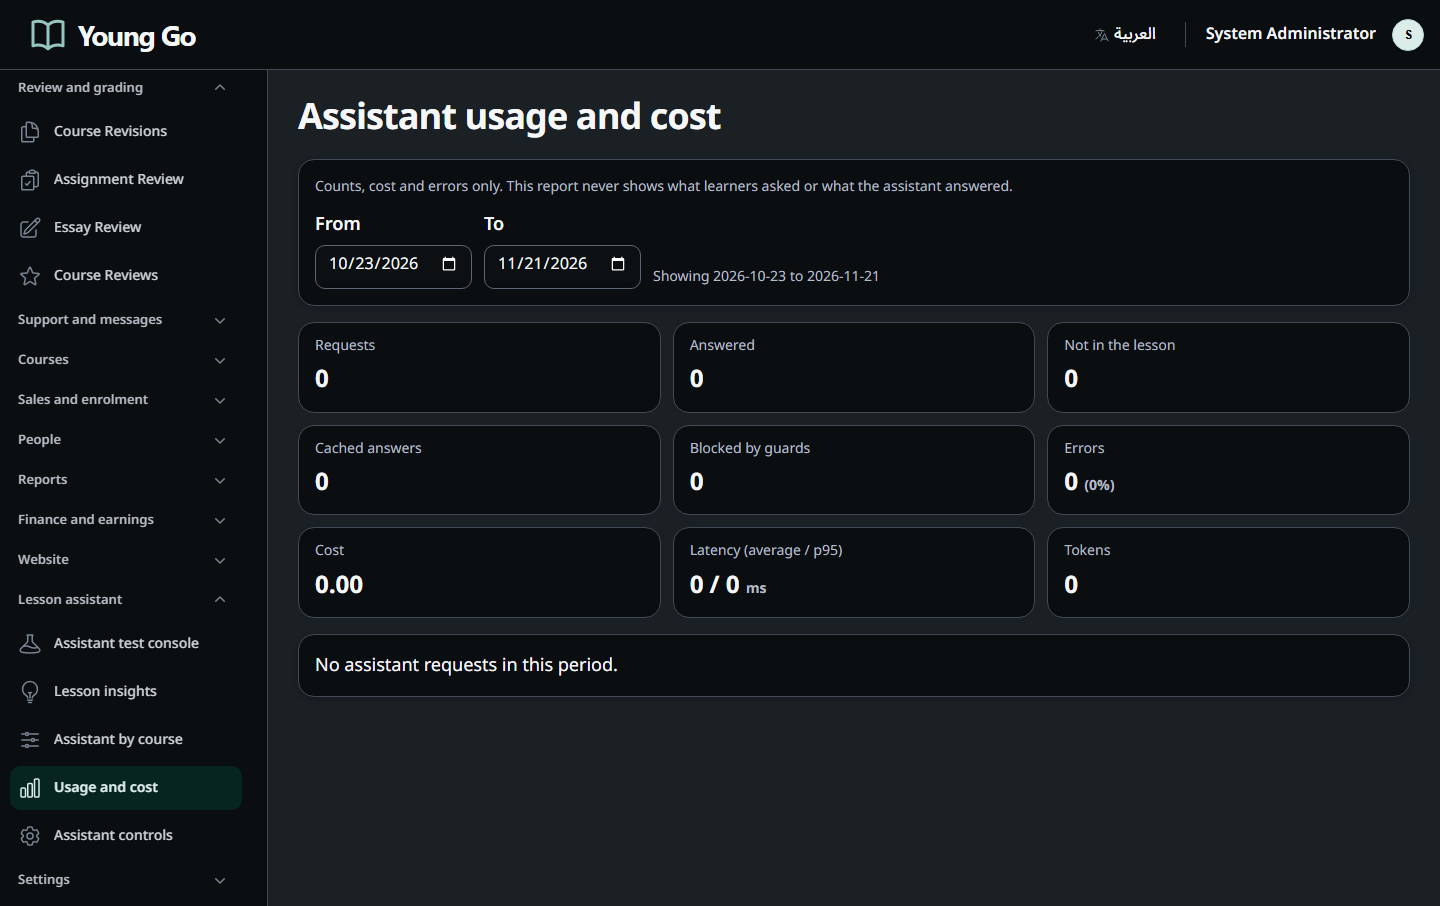 Young Go
العربية
System Administrator
S
Review and grading
Course Revisions
Assignment Review
Essay Review
Course Reviews
Support and messages
Courses
Sales and enrolment
People
Reports
Finance and earnings
Website
Lesson assistant
Assistant test console
Lesson insights
Assistant by course
Usage and cost
Assistant controls
Settings
Assistant usage and cost
Counts, cost and errors only. This report never shows what learners asked or what the assistant answered.
From To
10/23/2026 11/21/2026 Showing 2026-10-23 to 2026-11-21
Requests
0
Answered
0
Not in the lesson
0
Cached answers
0
Blocked by guards
0
Errors
0 (0%)
Cost
0.00
Latency (average / p95)
0 / 0 ms
Tokens
0
No assistant requests in this period.